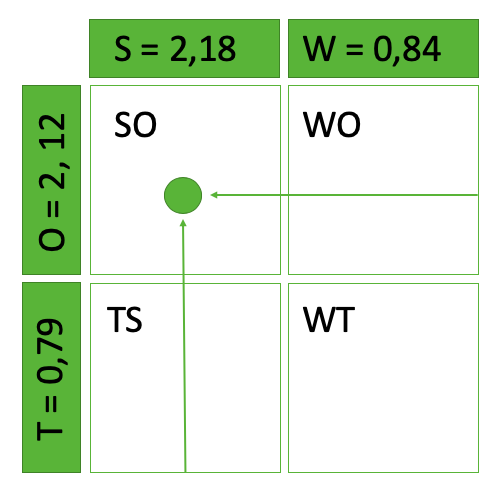 S = 2,18
W = 0,84
O = 2, 12
SO
WO
T = 0,79
TS
WT